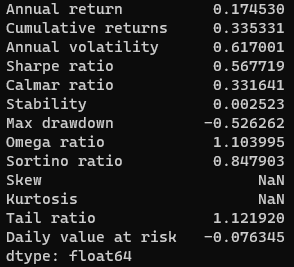 Annual return 0.174530
Cumulative returns 0.335331
Annual volatility 0.617001
Sharpe ratio 0.567719
Calmar ratio 0.331641
Stability 0.002523
Max drawdown -0.526262
Omega ratio 1.103995
Sortino ratio 0.847903
Skew NaN
Kurtosis NaN
Tail ratio 1.121920
Daily value at risk -0.076345
dtype: float64